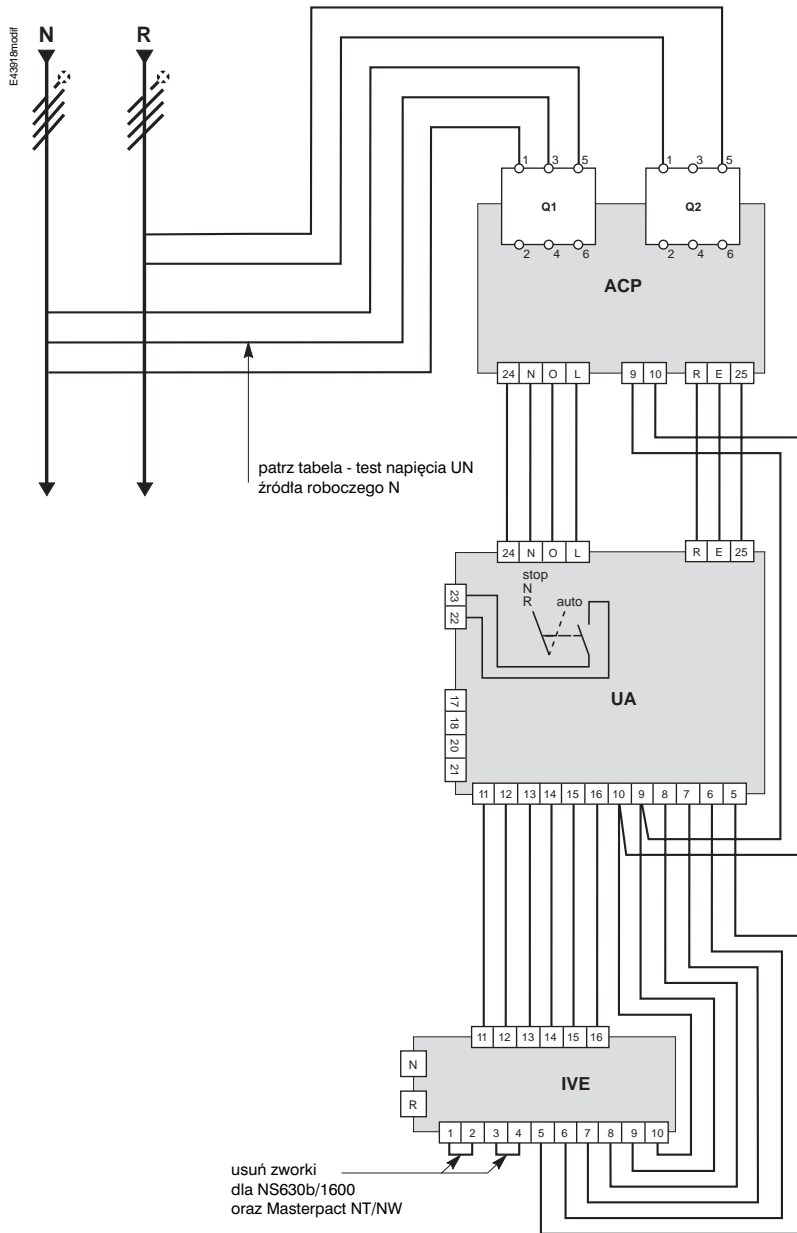 E43918modif
N R
1 3 5 1 3 5
Q1 Q2
2 4 6 2 4 6
ACP
24 N O L 9 10 R E 25
patrz tabela - test napięcia UN
źródła roboczego N
24 N O L R E 25
stop
N
R auto
23
22
UA
17
18
20
21
11 12 13 14 15 16 10 9 8 7 6 5
11 12 13 14 15 16
N
IVE
R
1 2 3 4 5 6 7 8 9 10
usuń zworki
dla NS630b/1600
oraz Masterpact NT/NW